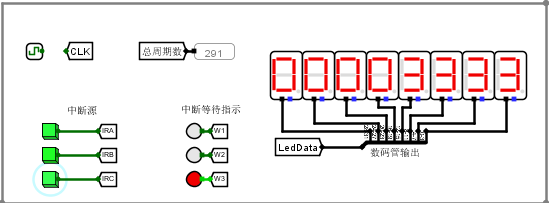 CLK
总周期数
291
00003333
中断源
中断等待指示
IRA
W1
IRB
W2
IRC
W3
LedData
数码管输出